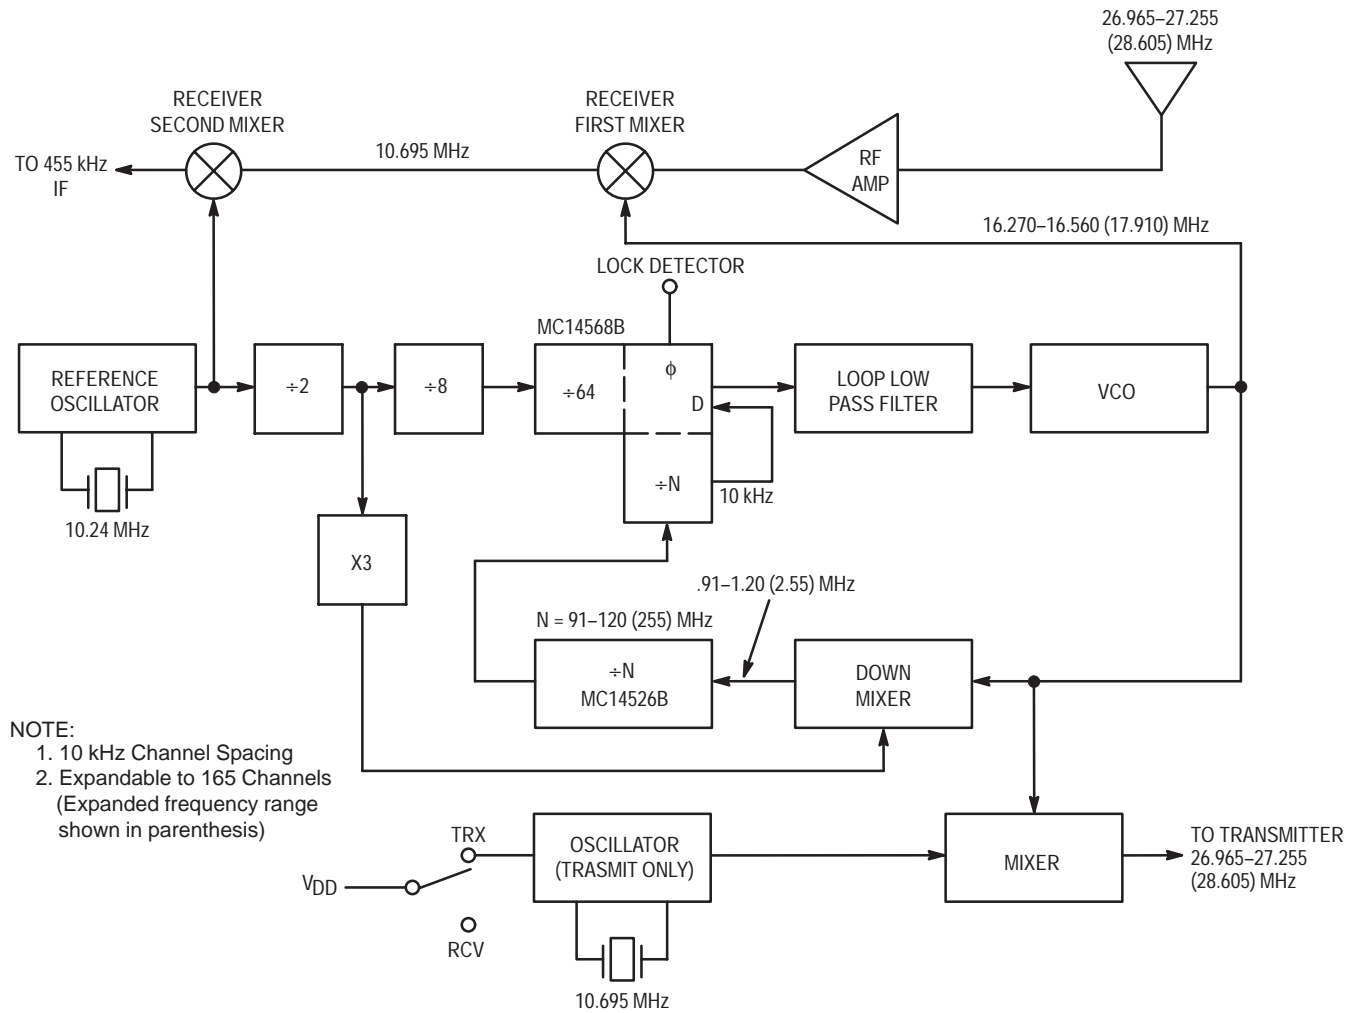 26.965–27.255
(28.605) MHz
RECEIVER
SECOND MIXER
RECEIVER
FIRST MIXER
TO 455 kHz
IF
10.695 MHz
RF
AMP
16.270–16.560 (17.910) MHz
LOCK DETECTOR
MC14568B
REFERENCE
OSCILLATOR
÷2
÷8
÷64
ϕ
D
LOOP LOW
PASS FILTER
VCO
÷N
10 kHz
10.24 MHz
X3
.91–1.20 (2.55) MHz
N = 91–120 (255) MHz
÷N
MC14526B
DOWN
MIXER
NOTE:
1. 10 kHz Channel Spacing
2. Expandable to 165 Channels
(Expanded frequency range
shown in parenthesis)
TRX
VDD
RCV
OSCILLATOR
(TRASMIT ONLY)
10.695 MHz
MIXER
TO TRANSMITTER
26.965–27.255
(28.605) MHz